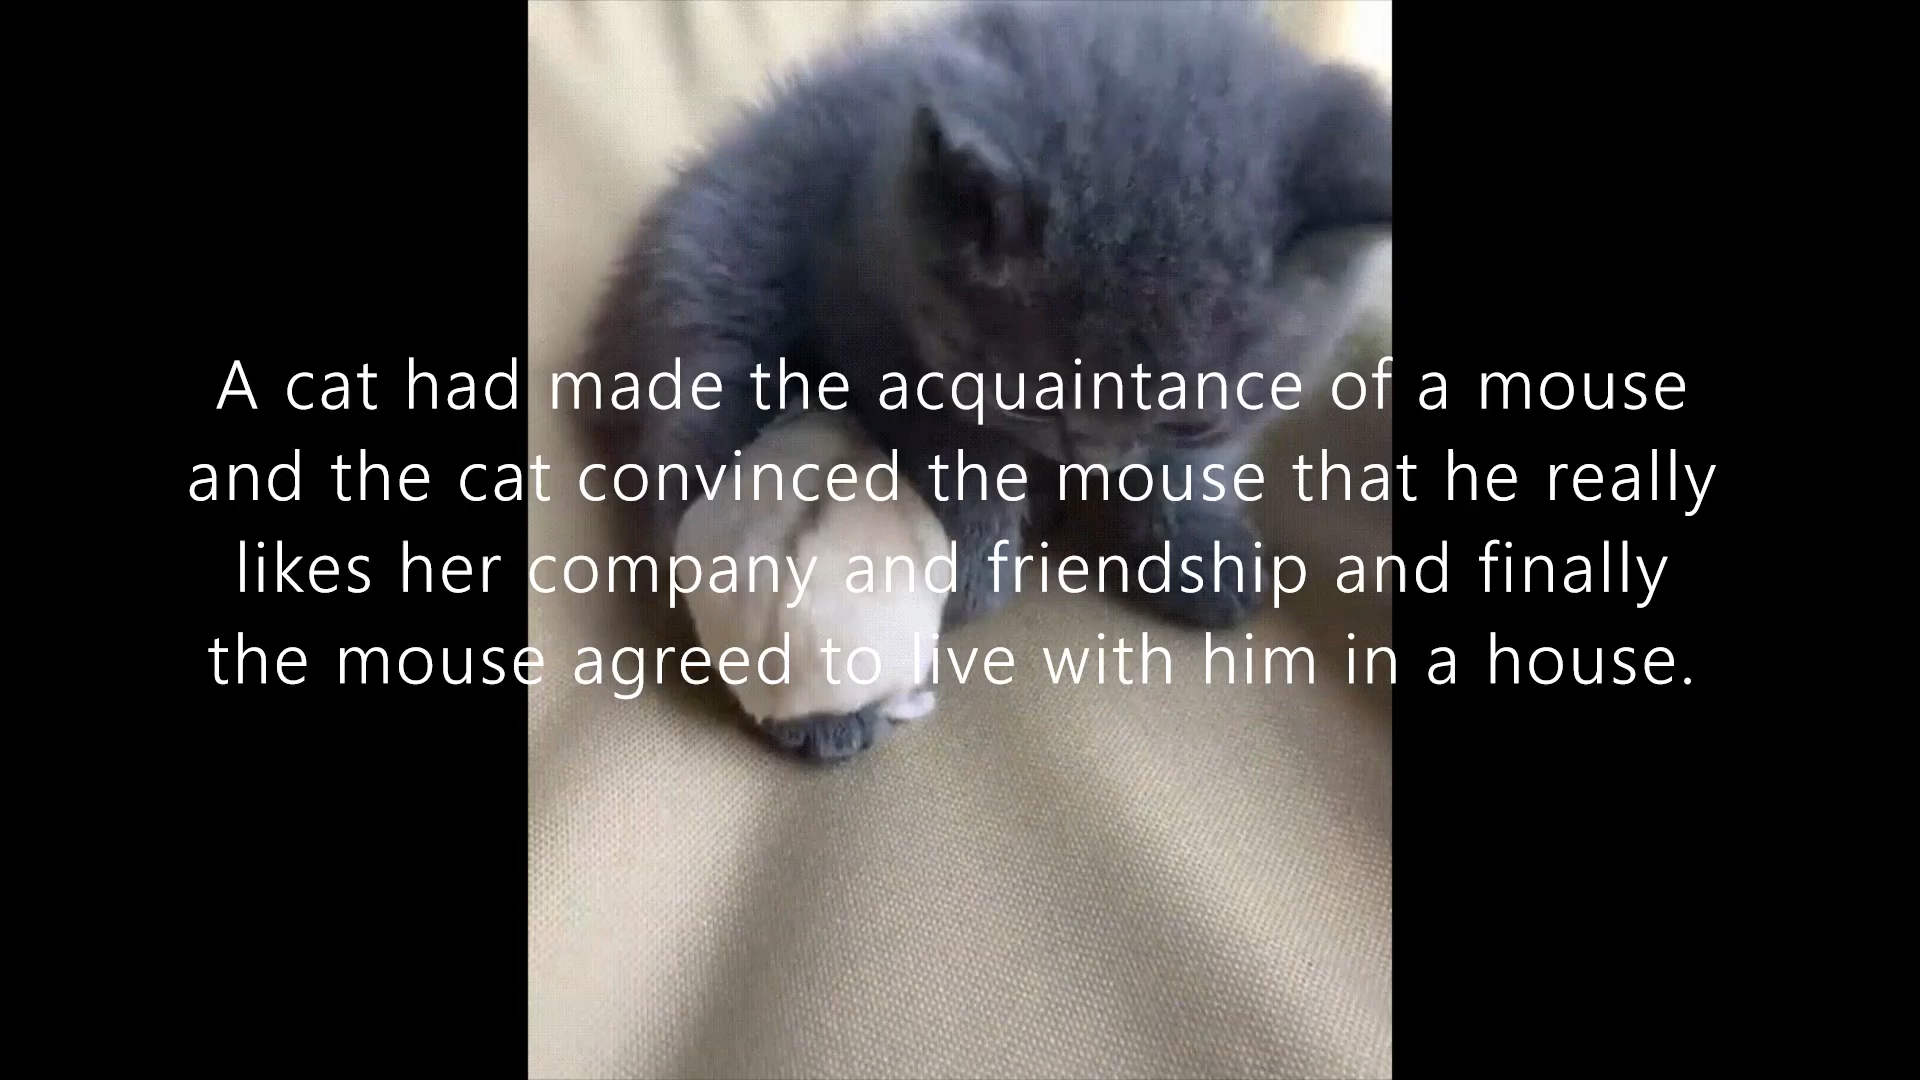 A cat had made the acquaintance of a mouse
and the cat convinced the mouse that he really
likes her company and friendship and finally
the mouse agreed to live with him in a house.